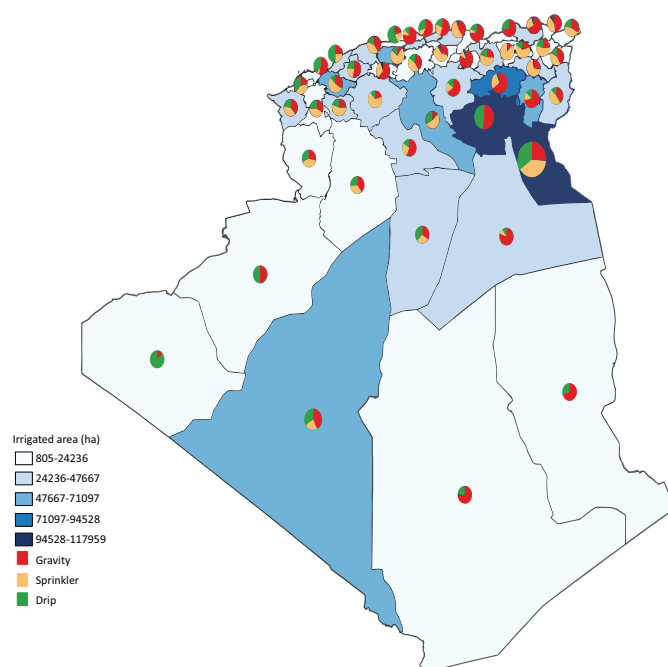 Irrigated area (ha)
805-24236
24236-47667
47667-71097
71097-94528
94528-117959
Gravity
Sprinkler
Drip